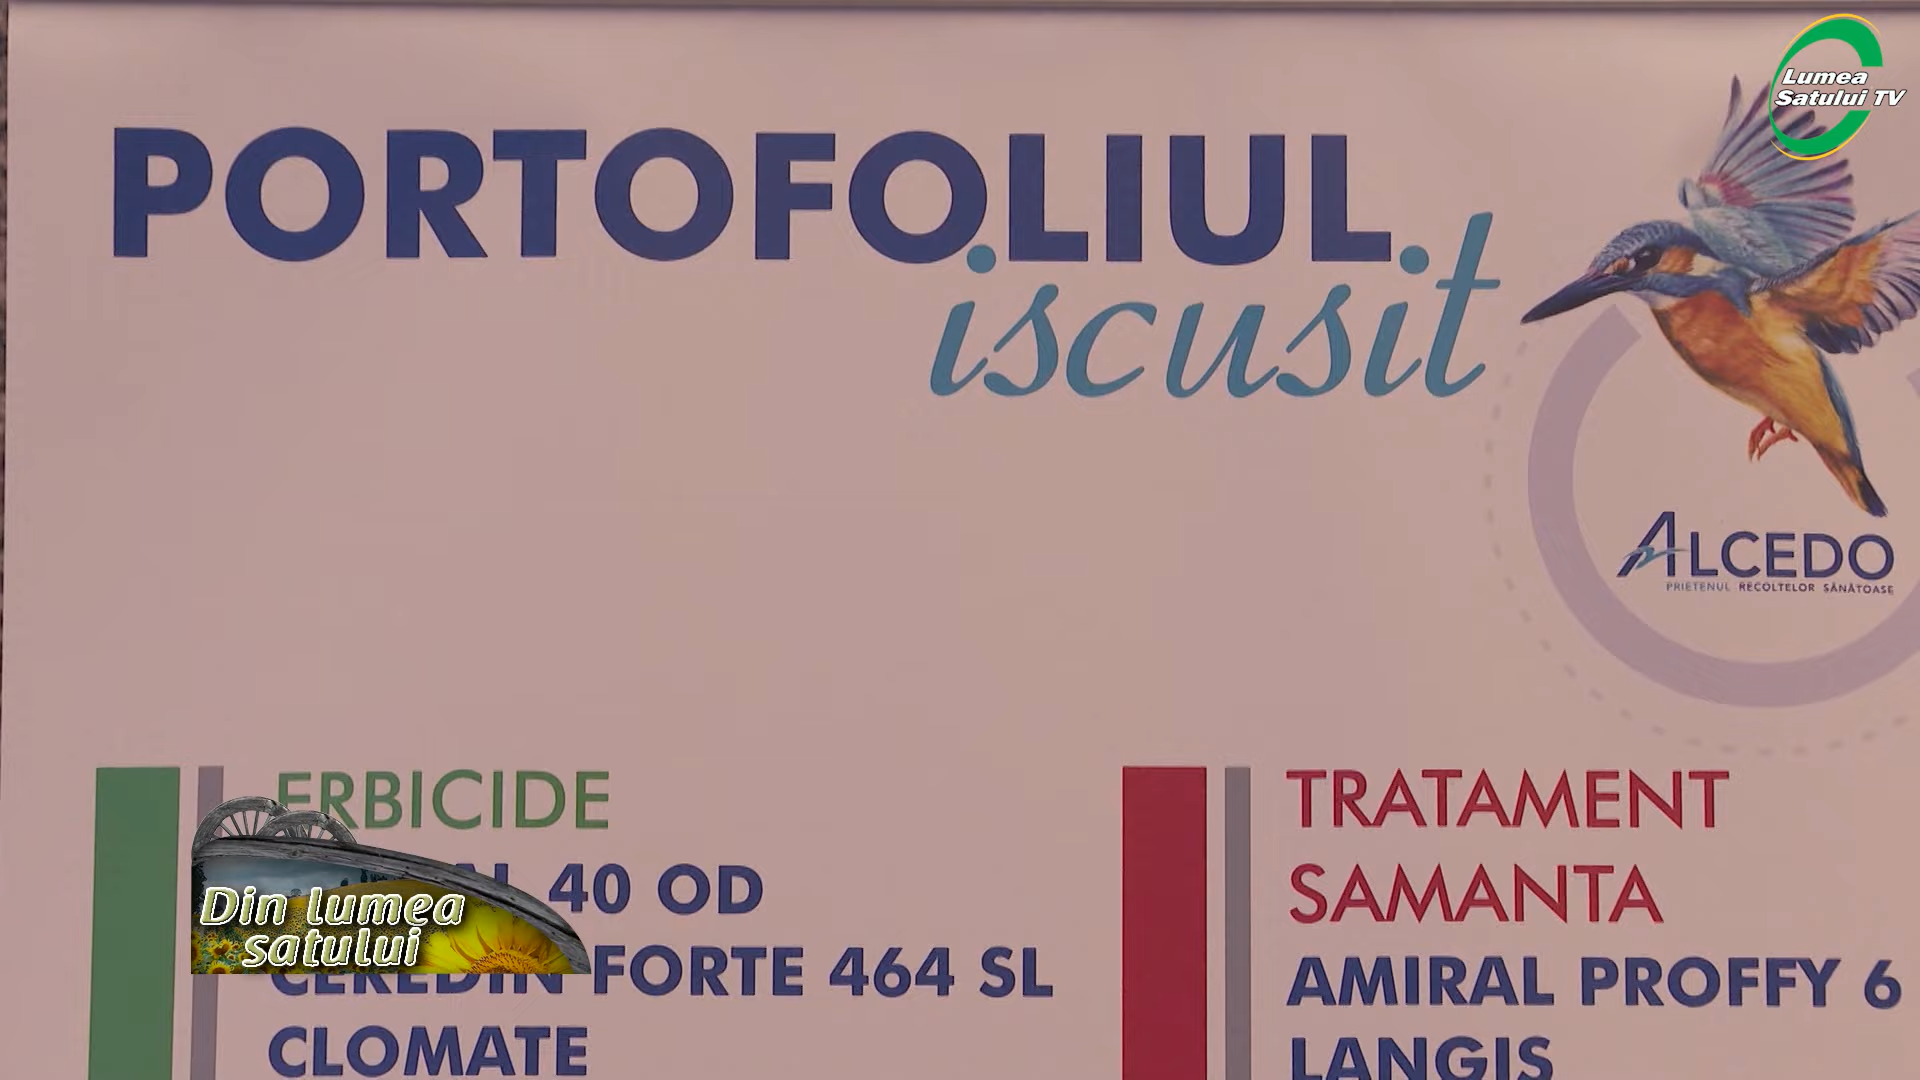 Lumea
Satului TV
PORTOFOLIUL
iscusit
ALCEDO
PRIETENUL RECOLTELOR SĂNĂTOASE
ERBICIDE
40 OD
CEREDIN FORTE 464 SL
CLOMATE
TRATAMENT
SAMANTA
AMIRAL PROFFY 6
LANGIS
Din lumea
satului